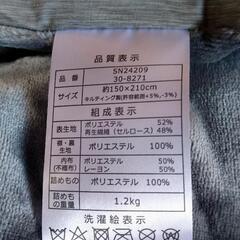 品質表示
SN24209
品番 30-8271
サイズ 約150×210cm
キルティング製(許容範囲+5%,-3%)
組成表示
表生地 ポリエステル 52%
再生繊維(セルロース) 48%
襟・裏生地 ポリエステル 100%
内布(不織布) ポリエステル 50%
レーヨン 50%
詰めもの ポリエステル 100%
詰めものの重量 1.2kg
洗濯絵表示